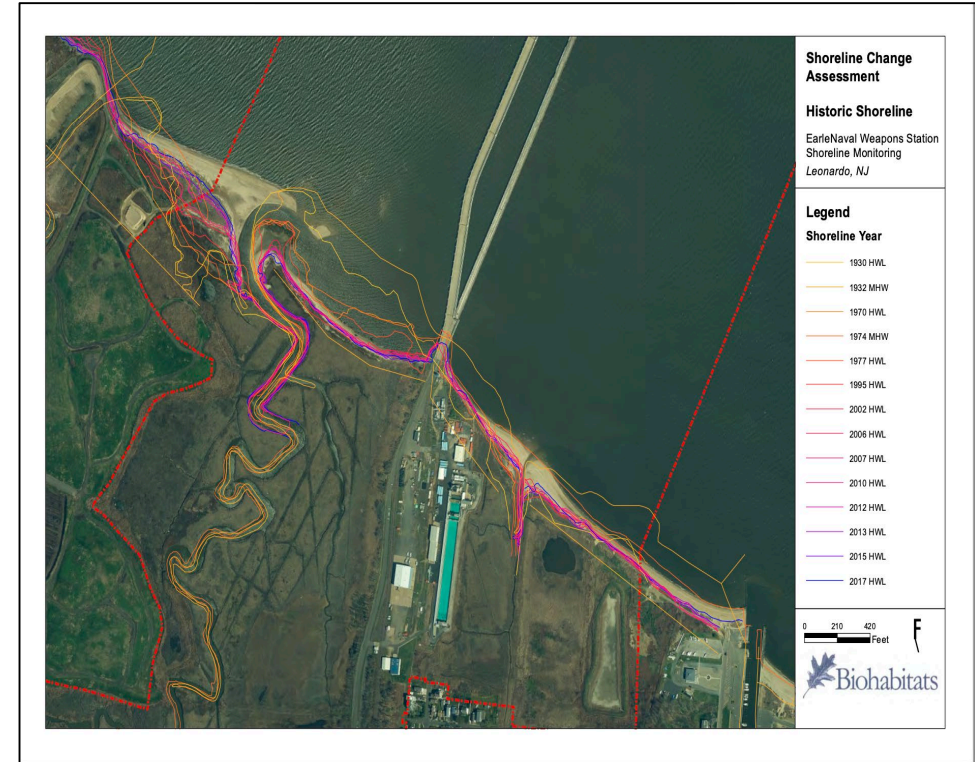 Shoreline Change
Assessment
Historic Shoreline
EarleNaval Weapons Station
Shoreline Monitoring
Leonardo, NJ
Legend
Shoreline Year
1930 HWL
1932 MHW
1970 HWL
1974 MHW
1977 HWL
1995 HWL
2002 HWL
2006 HWL
2007 HWL
2010 HWL
2012 HWL
2013 HWL
2015 HWL
2017 HWL
0 210 420
Feet
Biohabitats